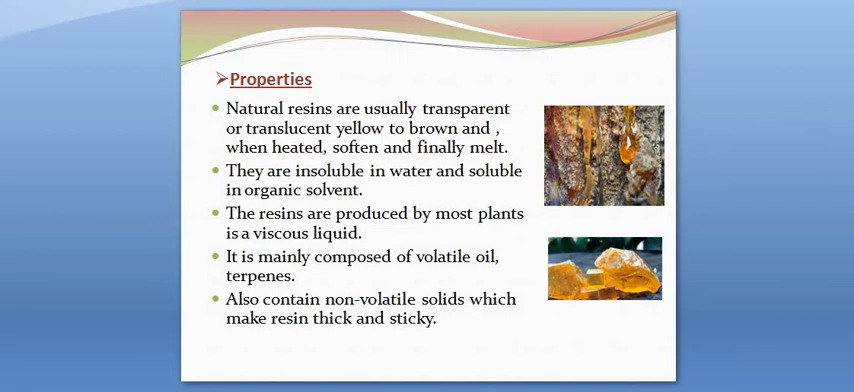 Properties
Natural resins are usually transparent
or translucent yellow to brown and ,
when heated, soften and finally melt.
They are insoluble in water and soluble
in organic solvent.
The resins are produced by most plants
is a viscous liquid.
It is mainly composed of volatile oil,
terpenes.
Also contain non-volatile solids which
make resin thick and sticky.